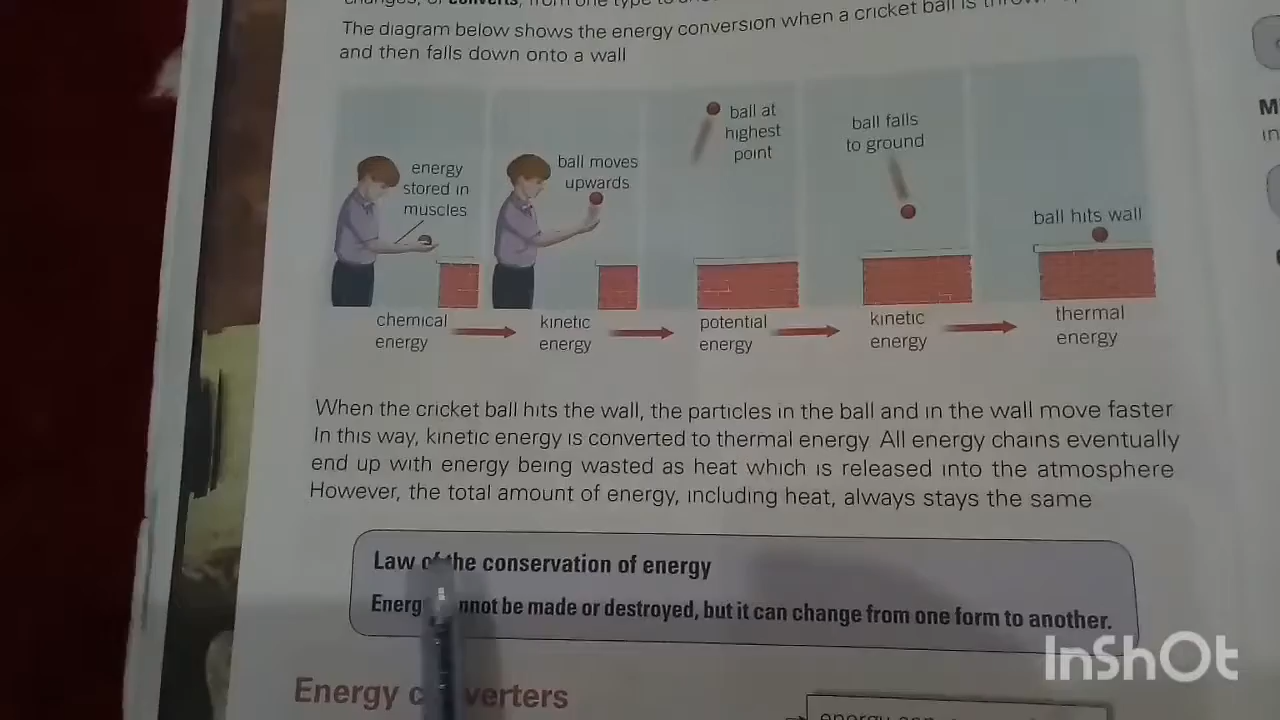 converts, from one type to
The diagram below shows the energy conversion when a cricket ball is
and then falls down onto a wall
energy
stored in
muscles
ball moves
upwards
ball at
highest
point
ball falls
to ground
ball hits wall
chemical
energy
kinetic
energy
potential
energy
kinetic
energy
thermal
energy
When the cricket ball hits the wall, the particles in the ball and in the wall move faster
In this way, kinetic energy is converted to thermal energy All energy chains eventually
end up with energy being wasted as heat which is released into the atmosphere
However, the total amount of energy, including heat, always stays the same
Law of the conservation of energy
be made or destroyed, but it can change from one form to another.
Energy
InShOt